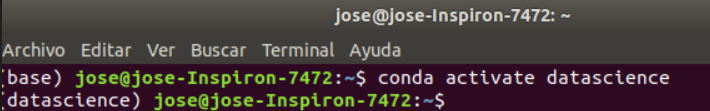 jose@jose-Inspiron-7472: ~
Archivo Editar Ver Buscar Terminal Ayuda
(base) jose@jose-Inspiron-7472:~$ conda activate datascience
(datascience) jose@jose-Inspiron-7472:~$